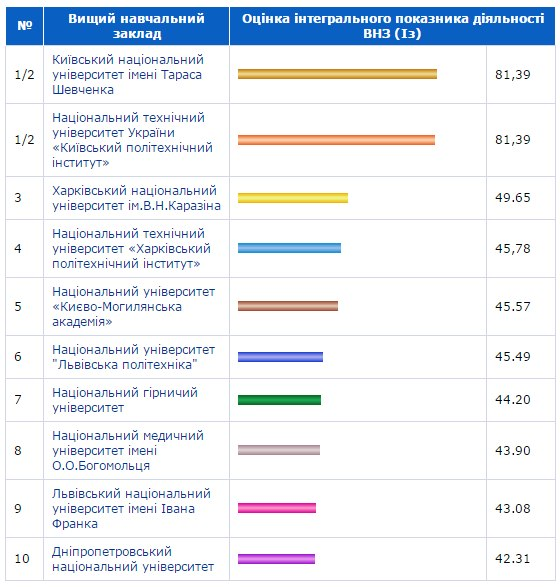 №
Вищий навчальний
заклад
Оцінка інтегрального показника діяльності
ВНЗ (Із)
1/2
Київський національний
університет імені Тараса
Шевченка
81,39
1/2
Національний технічний
університет України
«Київський політехнічний
інститут»
81,39
3
Харківський національний
університет ім.В.Н.Каразіна
49.65
4
Національний технічний
університет «Харківський
політехнічний інститут»
45,78
5
Національний університет
«Києво-Могилянська
академія»
45.57
6
Національний університет
"Львівська політехніка"
45.49
7
Національний гірничий
університет
44.20
8
Національний медичний
університет імені
О.О.Богомольця
43.90
9
Львівський національний
університет імені Івана
Франка
43.08
10
Дніпропетровський
національний університет
42.31